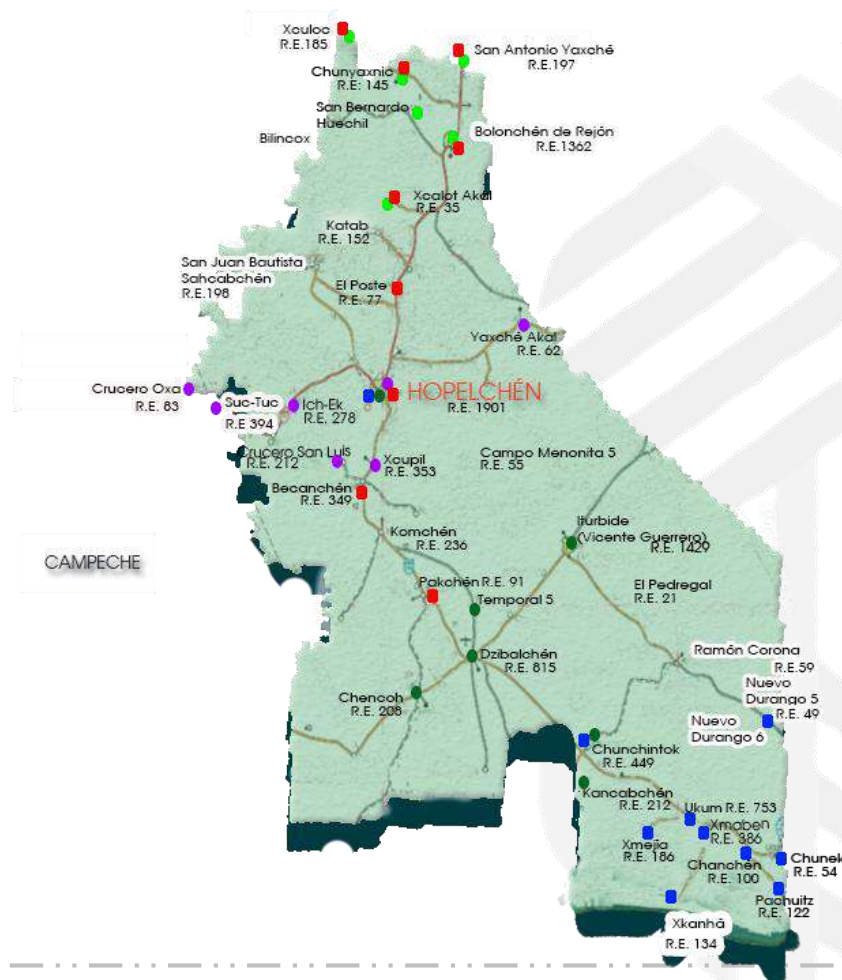 Xculoc
R.E.185
San Antonio Yaxché
R.E.197
Chunyaxnic
R.E: 145
San Bernardo
Huechil
Bilincox
Bolonchén de Rejón
R.E.1362
Xcalot Akal
R.E. 35
Katab
R.E. 152
San Juan Bautista
Sahcabchén
R.E.198
El Poste
R.E. 77
Yaxché Akal
R.E. 62
Crucero Oxa
R.E. 83
Suc-Tuc
R.E 394
Ich-Ek
R.E. 278
HOPELCHÉN
R.E. 1901
Crucero San Luis
R.E. 212
Xcupil
R.E. 353
Campo Menonita 5
R.E. 55
Becanchén
R.E. 349
Komchén
R.E. 236
Iturbide
(Vicente Guerrero)
R.E. 1429
CAMPECHE
Pakchén R.E. 91
Temporal 5
El Pedregal
R.E. 21
Dzibalchén
R.E. 815
Ramón Corona
R.E.59
Chencoh
R.E. 208
Nuevo
Durango 5
R.E. 49
Nuevo
Durango 6
Chunchintok
R.E. 449
Kancabchén
R.E. 212
Ukum R.E. 753
Xmaben
R.E. 386
Xmejía
R.E. 186
Chanchén
R.E. 100
Chunek
R.E. 54
Pachuitz
R.E. 122
Xkanhá
R.E. 134